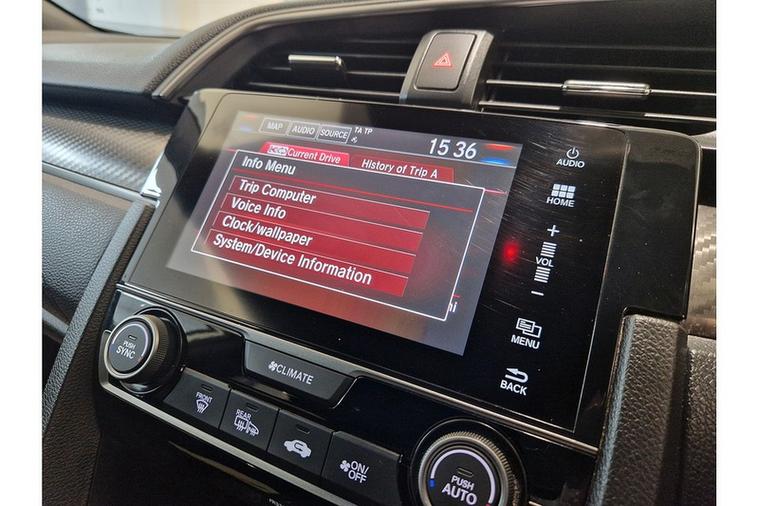 MAP AUDIO SOURCE TA TP 15 36
Current Drive History of Trip A
Info Menu
Trip Computer
Voice Info
Clock/wallpaper
System/Device Information
AUDIO
HOME
+
VOL
-
MENU
BACK
PUSH
SYNC
CLIMATE
FRONT
REAR
ON/
OFF
PUSH
AUTO